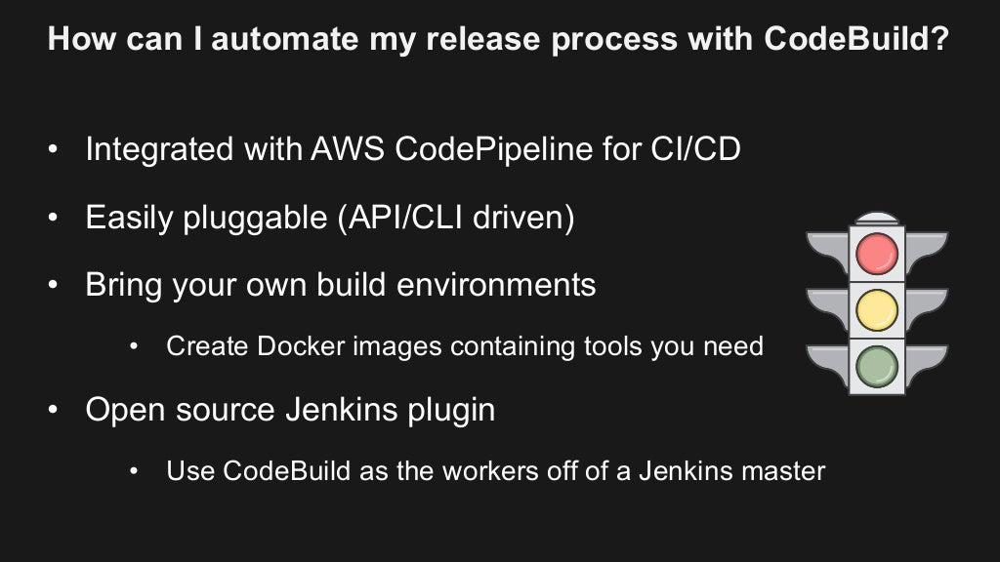 How can I automate my release process with CodeBuild?
• Integrated with AWS CodePipeline for CI/CD
• Easily pluggable (API/CLI driven)
• Bring your own build environments
• Create Docker images containing tools you need
• Open source Jenkins plugin
• Use CodeBuild as the workers off of a Jenkins master